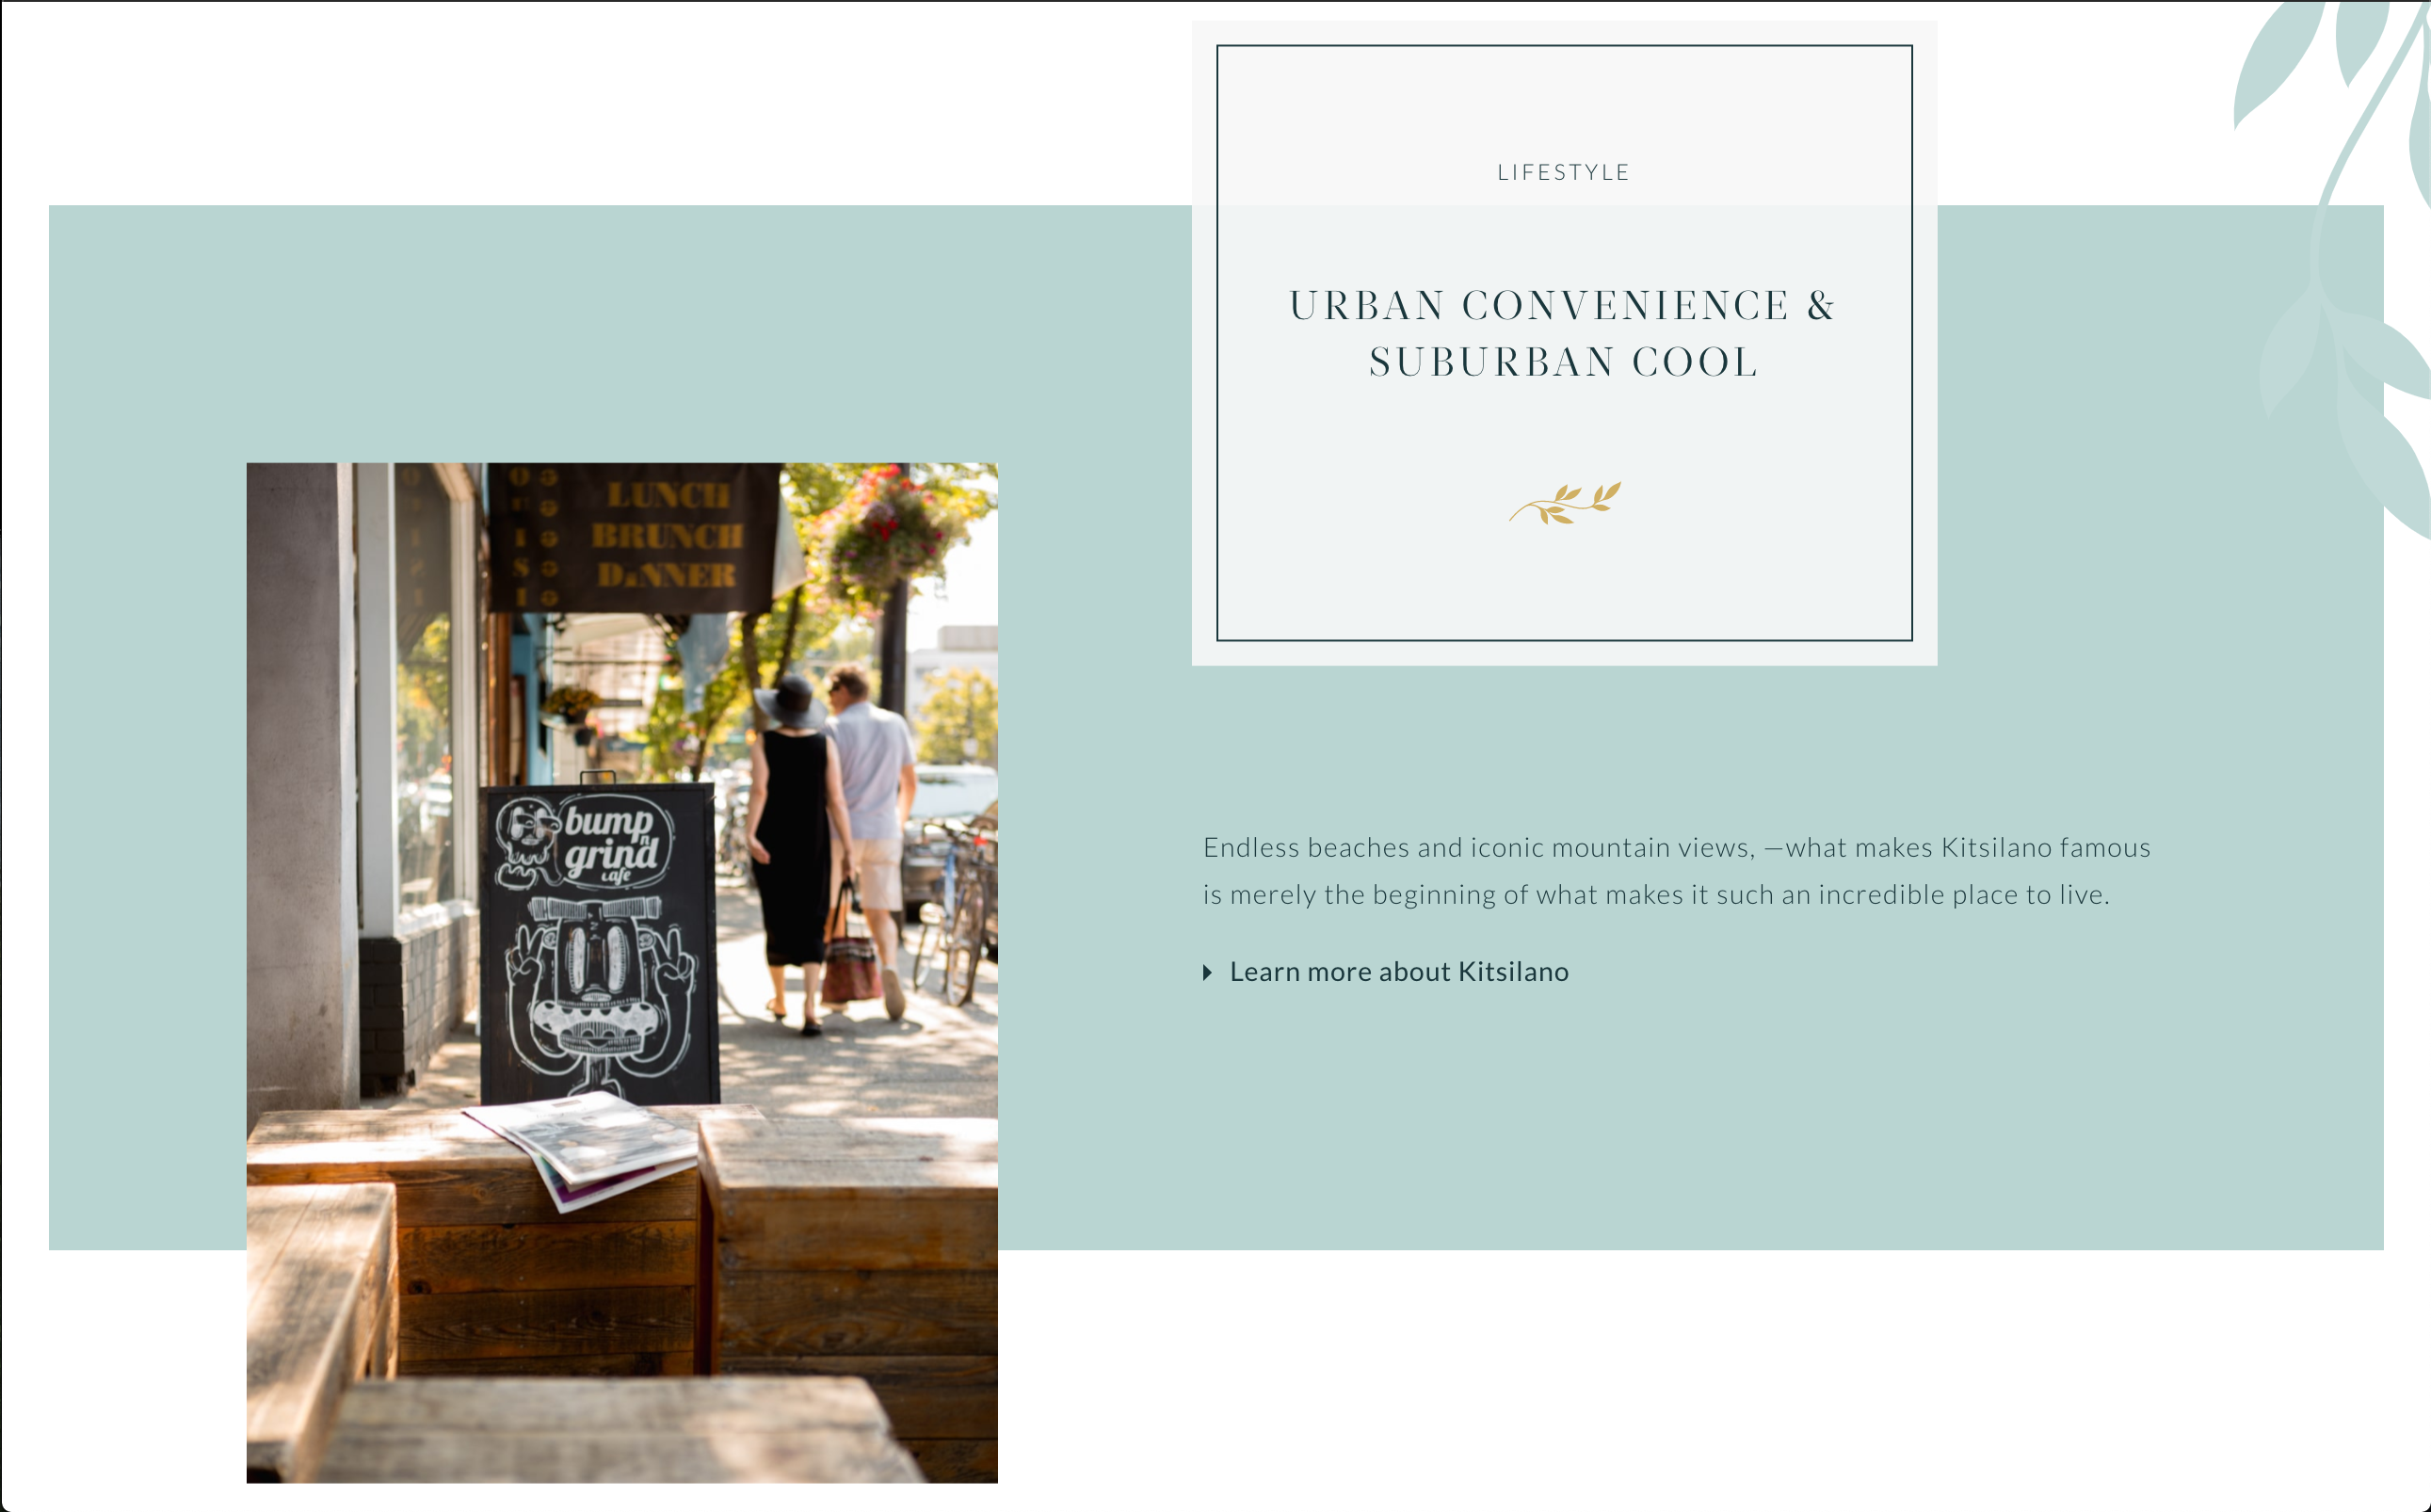 LIFESTYLE
URBAN CONVENIENCE &
SUBURBAN COOL
LUNCH
BRUNCH
DiNNER
bump
n
grind
cafe
Endless beaches and iconic mountain views, —what makes Kitsilano famous
is merely the beginning of what makes it such an incredible place to live.
Learn more about Kitsilano